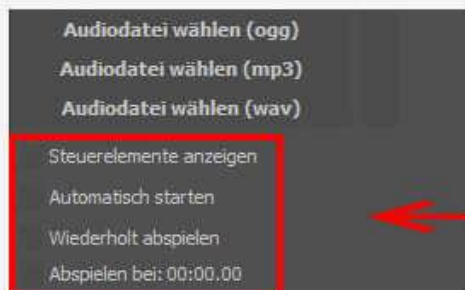 Audiodatei wählen (ogg)
Audiodatei wählen (mp3)
Audiodatei wählen (wav)
Steuerelemente anzeigen
Automatisch starten
Wiederholt abspielen
Abspielen bei: 00:00.00